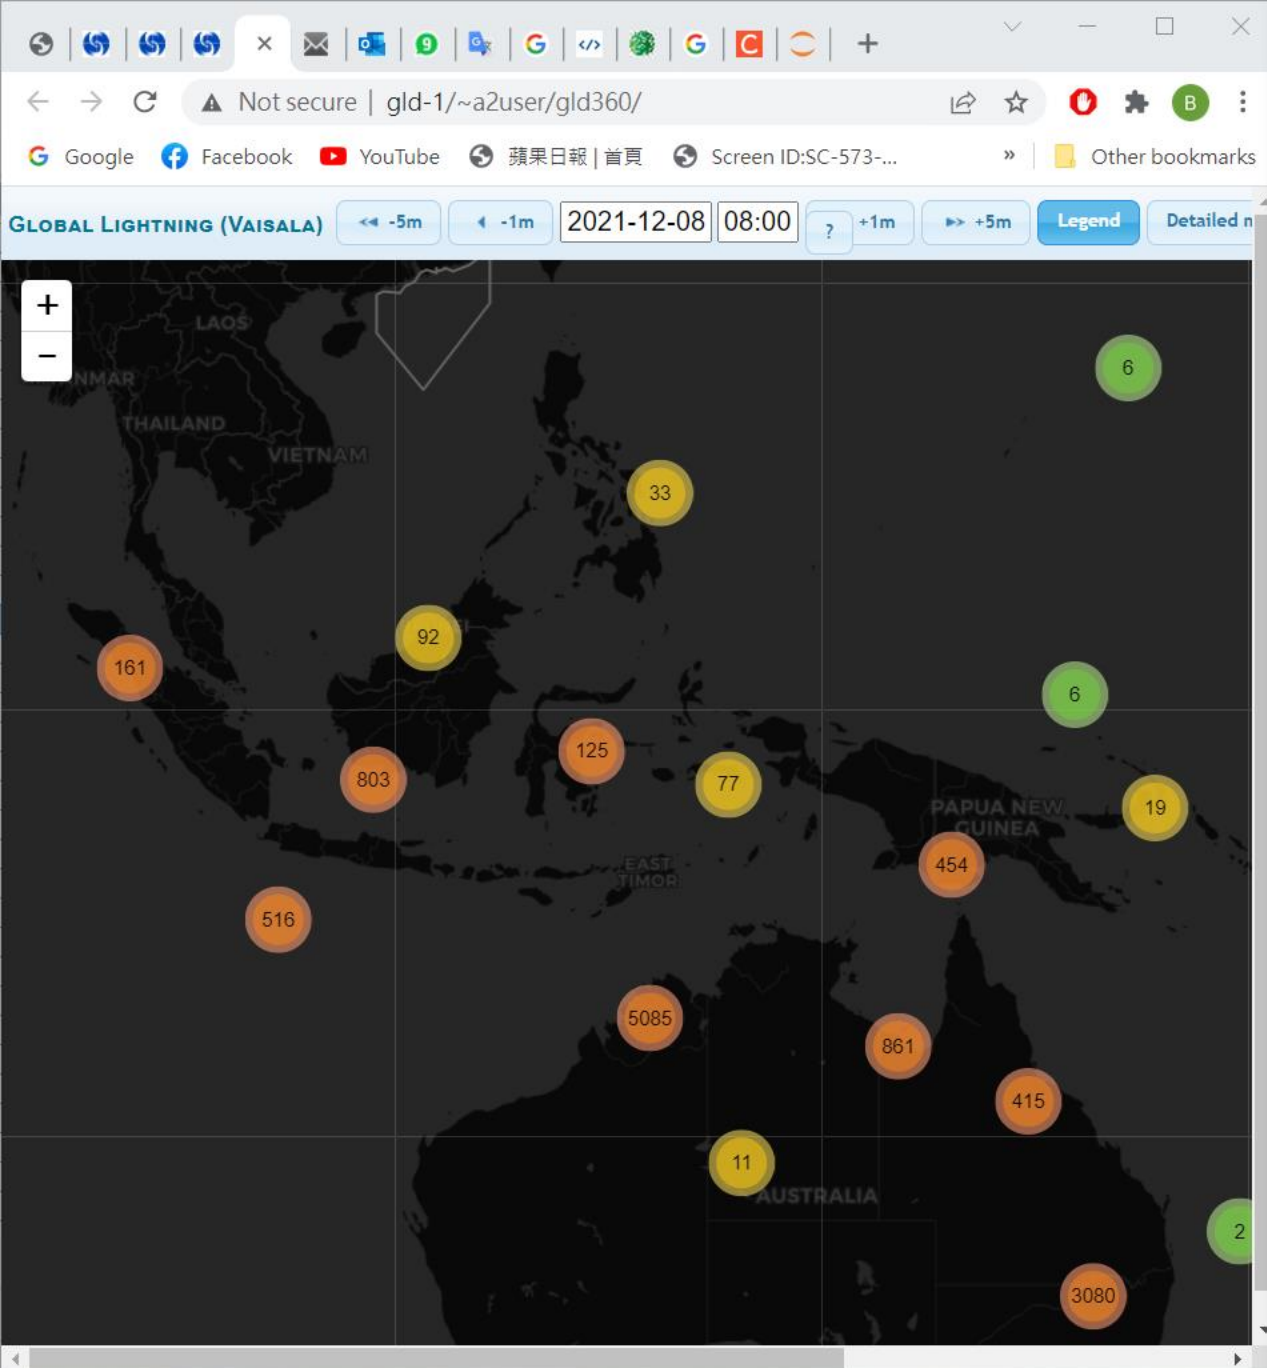 Not secure | gld-1/~a2user/gld360/
B
Google Facebook YouTube 蘋果日報 | 首頁 Screen ID:SC-573-... » Other bookmarks
GLOBAL LIGHTNING (VAISALA) -5m -1m 2021-12-08 08:00 ? +1m +5m Legend Detailed
+
−
LAOS
NMAR
6
THAILAND
VIETNAM
33
92
161
6
125
803
77
19
PAPUA NEW
GUINEA
454
EAST
TIMOR
516
5085
861
415
11
AUSTRALIA
2
3080